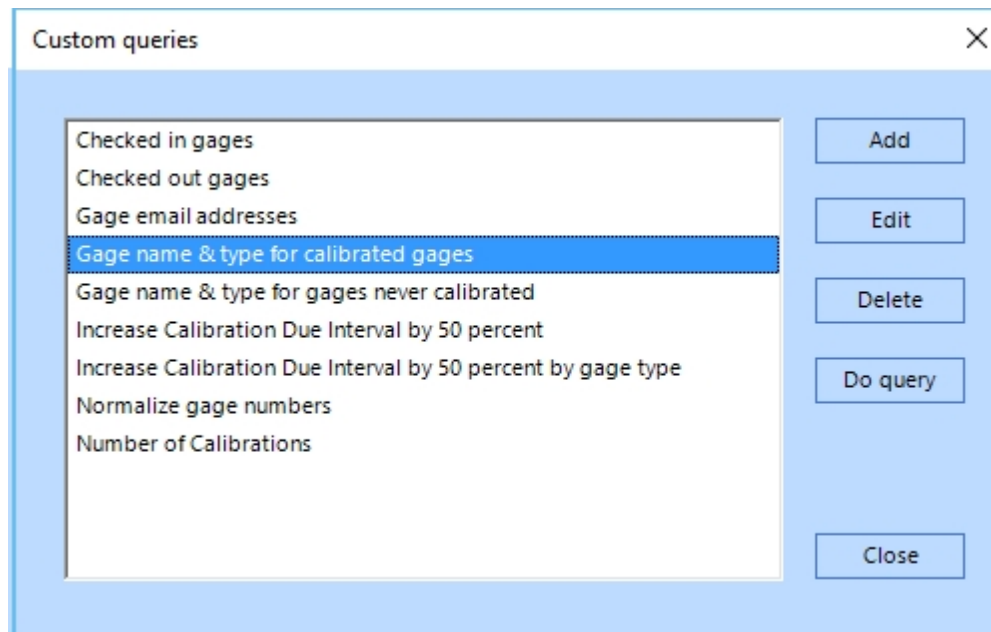 Custom queries
Checked in gages
Checked out gages
Gage email addresses
Gage name & type for calibrated gages
Gage name & type for gages never calibrated
Increase Calibration Due Interval by 50 percent
Increase Calibration Due Interval by 50 percent by gage type
Normalize gage numbers
Number of Calibrations
Add
Edit
Delete
Do query
Close